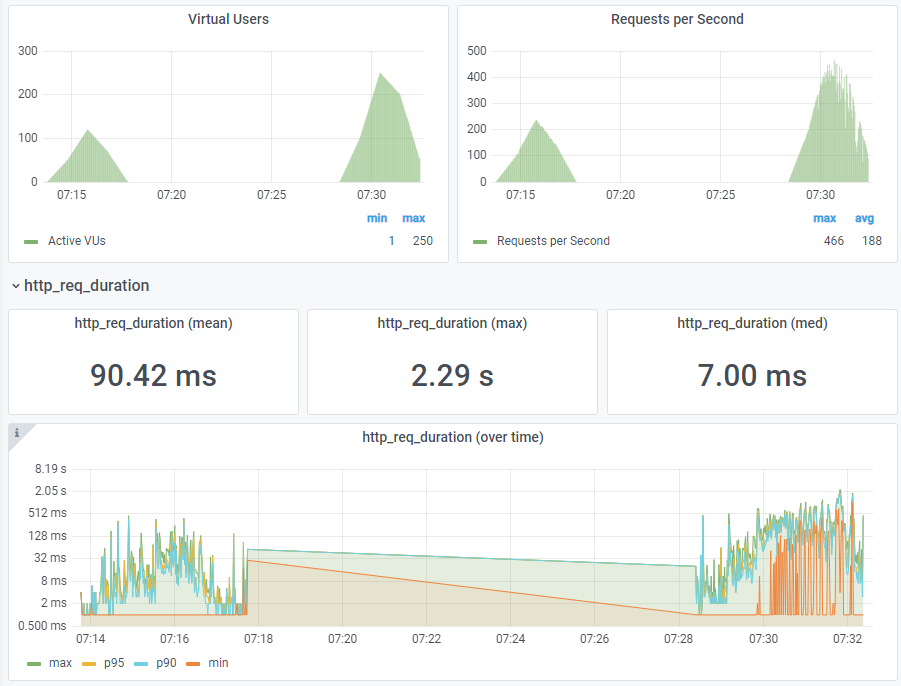 Virtual Users
300
200
100
0
07:15 07:20 07:25 07:30
min max
Active VUs 1 250
Requests per Second
500
400
300
200
100
0
07:15 07:20 07:25 07:30
max avg
Requests per Second 466 188
http_req_duration
http_req_duration (mean)
90.42 ms
http_req_duration (max)
2.29 s
http_req_duration (med)
7.00 ms
i
http_req_duration (over time)
8.19 s
2.05 s
512 ms
128 ms
32 ms
8 ms
2 ms
0.500 ms
07:14 07:16 07:18 07:20 07:22 07:24 07:26 07:28 07:30 07:32
max p95 p90 min